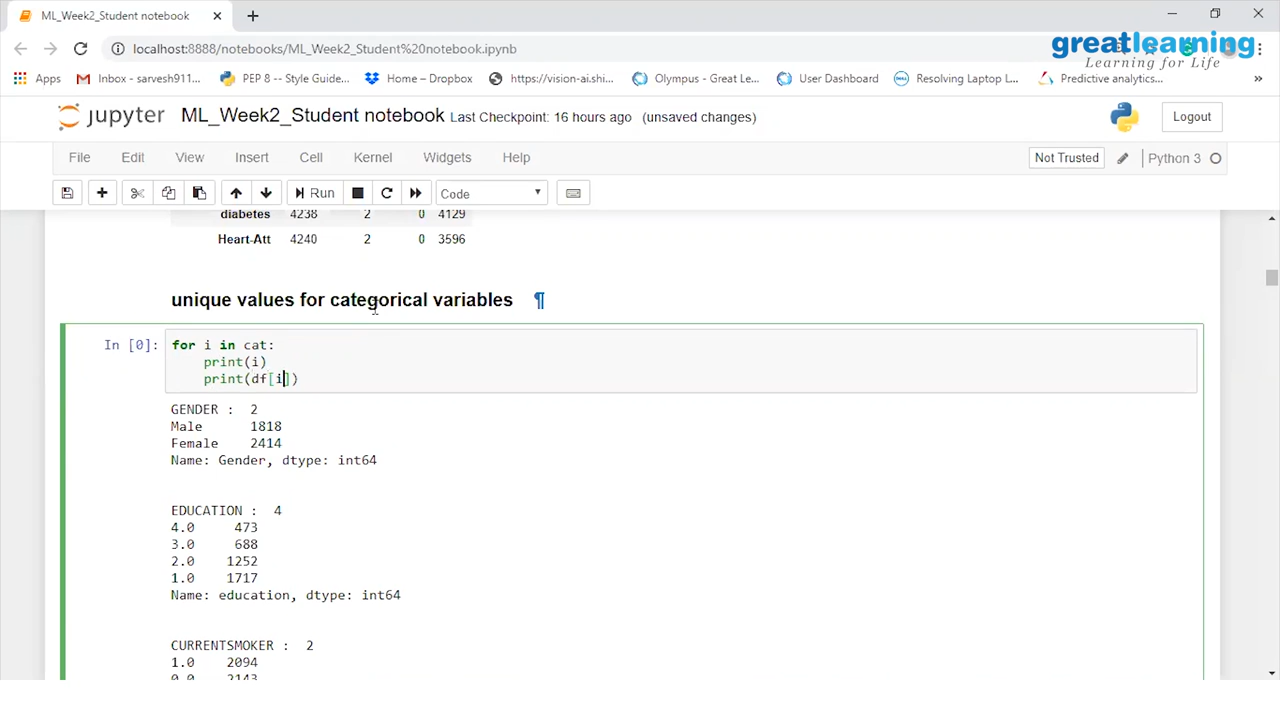 ML_Week2_Student notebook
localhost:8888/notebooks/ML_Week2_Student%20notebook.ipynb
greatlearning
Learning for Life
Apps
Inbox - sarvesh911...
PEP 8 -- Style Guide...
Home – Dropbox
https://vision-ai.shi...
Olympus - Great Le...
User Dashboard
Resolving Laptop L...
Predictive analytics...
»
jupyter
ML_Week2_Student notebook Last Checkpoint: 16 hours ago (unsaved changes)
Logout
File Edit View Insert Cell Kernel Widgets Help
Not Trusted
Python 3
Run
Code
diabetes 4238 2 0 4129
Heart-Att 4240 2 0 3596
unique values for categorical variables ¶
In [0]:
for i in cat:
    print(i)
    print(df[i])
GENDER :  2
Male      1818
Female    2414
Name: Gender, dtype: int64
EDUCATION :  4
4.0     473
3.0     688
2.0    1252
1.0    1717
Name: education, dtype: int64
CURRENTSMOKER :  2
1.0    2094
0.0    2143